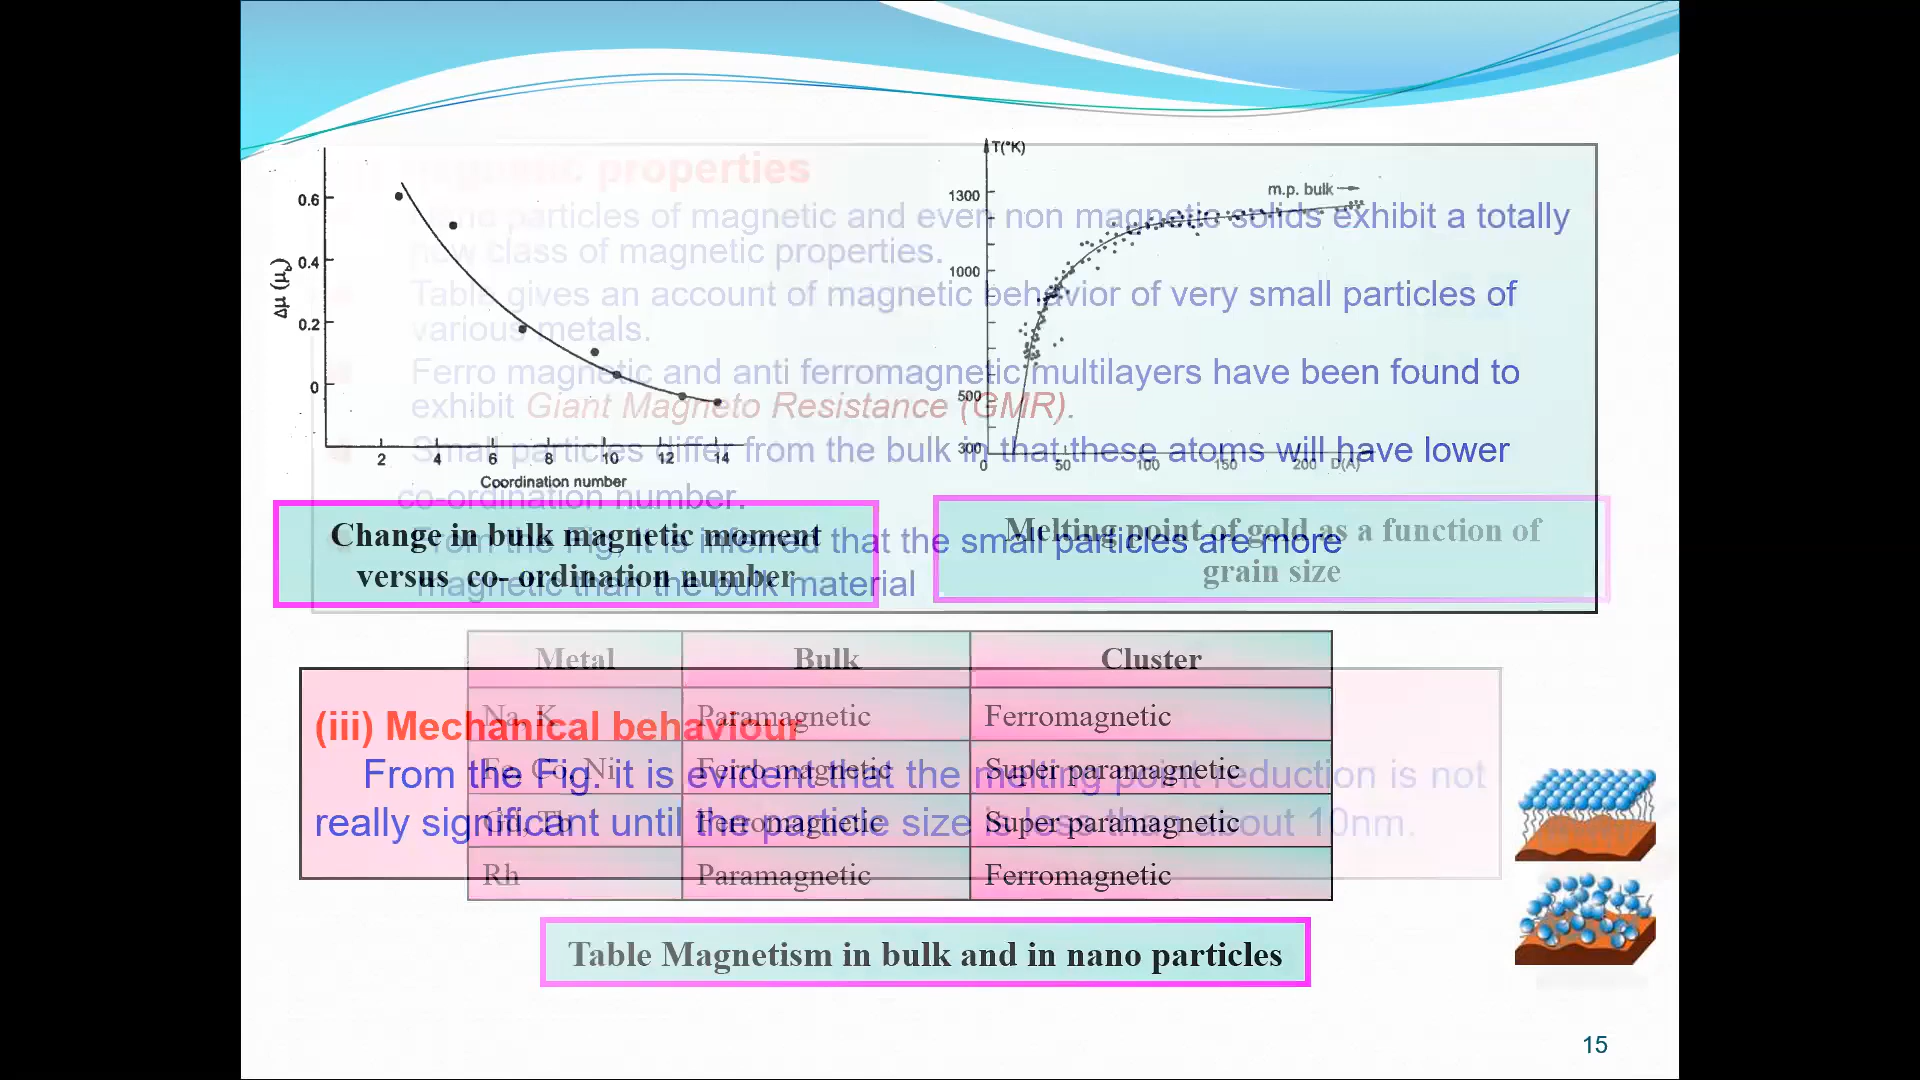 magnetic properties
Nano particles of magnetic and even non magnetic solids exhibit a totally
new class of magnetic properties.
Table gives an account of magnetic behavior of very small particles of
various metals.
Ferro magnetic and anti ferromagnetic multilayers have been found to
exhibit Giant Magneto Resistance (GMR).
Small particles differ from the bulk in that these atoms will have lower
co-ordination number.
From the Fig, it is inferred that the small particles are more
magnetic than the bulk material
Δμ (μb)
0.6
0.4
0.2
0
2 4 6 8 10 12 14
Coordination number
T(°K)
m.p. bulk
1300
1000
500
300
0 50 100 150 200 D(A)
Change in bulk magnetic moment
versus co- ordination number
Melting point of gold as a function of
grain size
Metal Bulk Cluster
Na, K Paramagnetic Ferromagnetic
Fe, Co, Ni Ferro magnetic Super paramagnetic
Gd, Tb Ferromagnetic Super paramagnetic
Rh Paramagnetic Ferromagnetic
(iii) Mechanical behaviour
From the Fig. it is evident that the melting point reduction is not
really significant until the particle size is less than about 10nm.
Table Magnetism in bulk and in nano particles
15